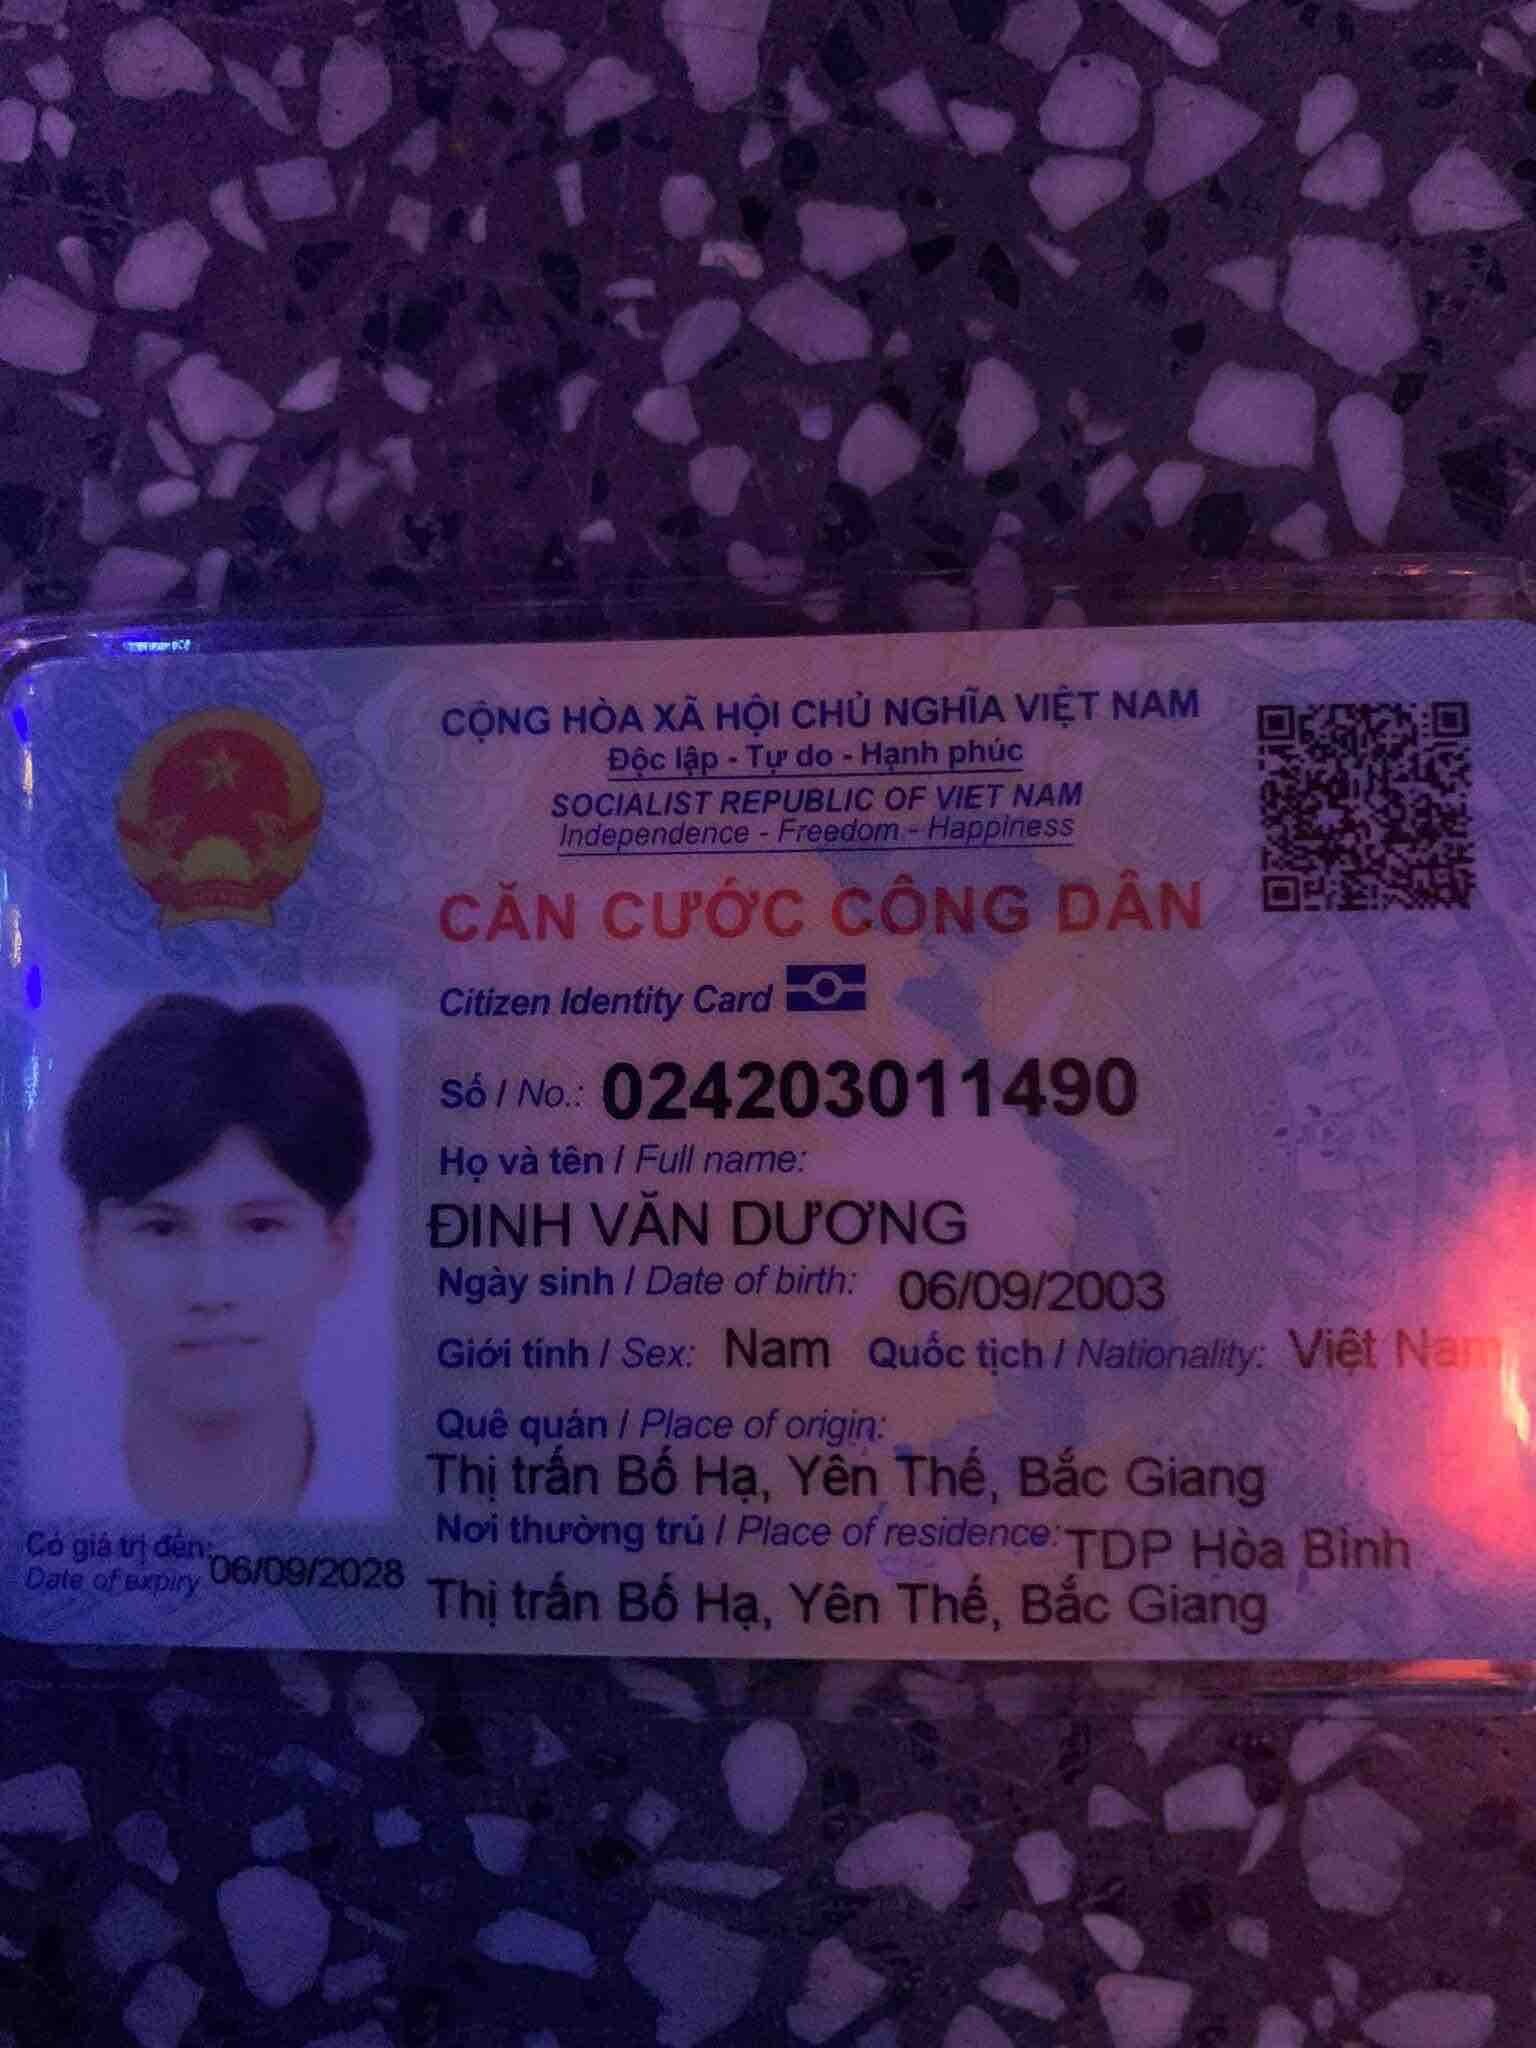 CỘNG HÒA XÃ HỘI CHỦ NGHĨA VIỆT NAM
Độc lập - Tự do - Hạnh phúc
SOCIALIST REPUBLIC OF VIET NAM
Independence - Freedom - Happiness
CĂN CƯỚC CÔNG DÂN
Citizen Identity Card
Số / No.: 024203011490
Họ và tên / Full name:
ĐINH VĂN DƯƠNG
Ngày sinh / Date of birth: 06/09/2003
Giới tính / Sex: Nam Quốc tịch / Nationality: Việt Nam
Quê quán / Place of origin:
Thị trấn Bố Hạ, Yên Thế, Bắc Giang
Nơi thường trú / Place of residence: TDP Hòa Bình
Thị trấn Bố Hạ, Yên Thế, Bắc Giang
Có giá trị đến: 06/09/2028
Date of expiry